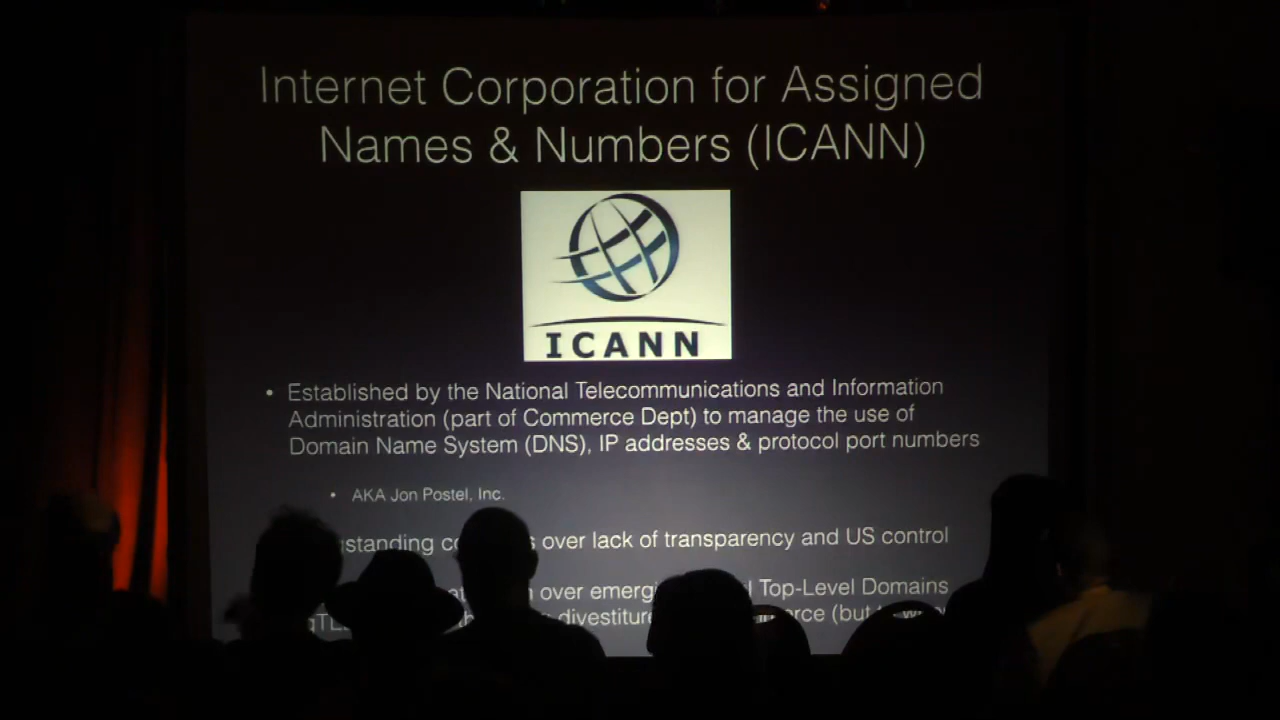 Internet Corporation for Assigned
Names & Numbers (ICANN)
ICANN
• Established by the National Telecommunications and Information
Administration (part of Commerce Dept) to manage the use of
Domain Name System (DNS), IP addresses & protocol port numbers
• AKA Jon Postel, Inc.
over lack of transparency and US control
over Top-Level Domains
divestiture (but